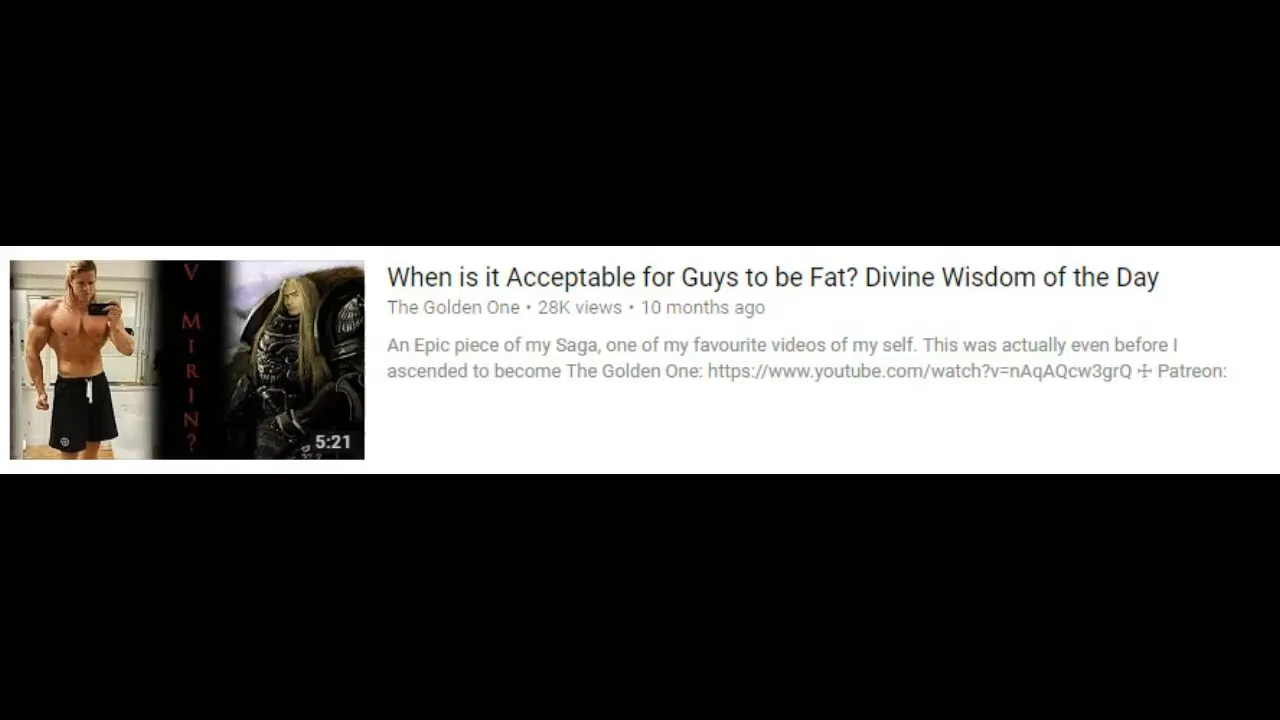 V MIRIN?
5:21
When is it Acceptable for Guys to be Fat? Divine Wisdom of the Day
The Golden One • 28K views • 10 months ago
An Epic piece of my Saga, one of my favourite videos of my self. This was actually even before I
ascended to become The Golden One: https://www.youtube.com/watch?v=nAqAQcw3grQ ☩ Patreon: